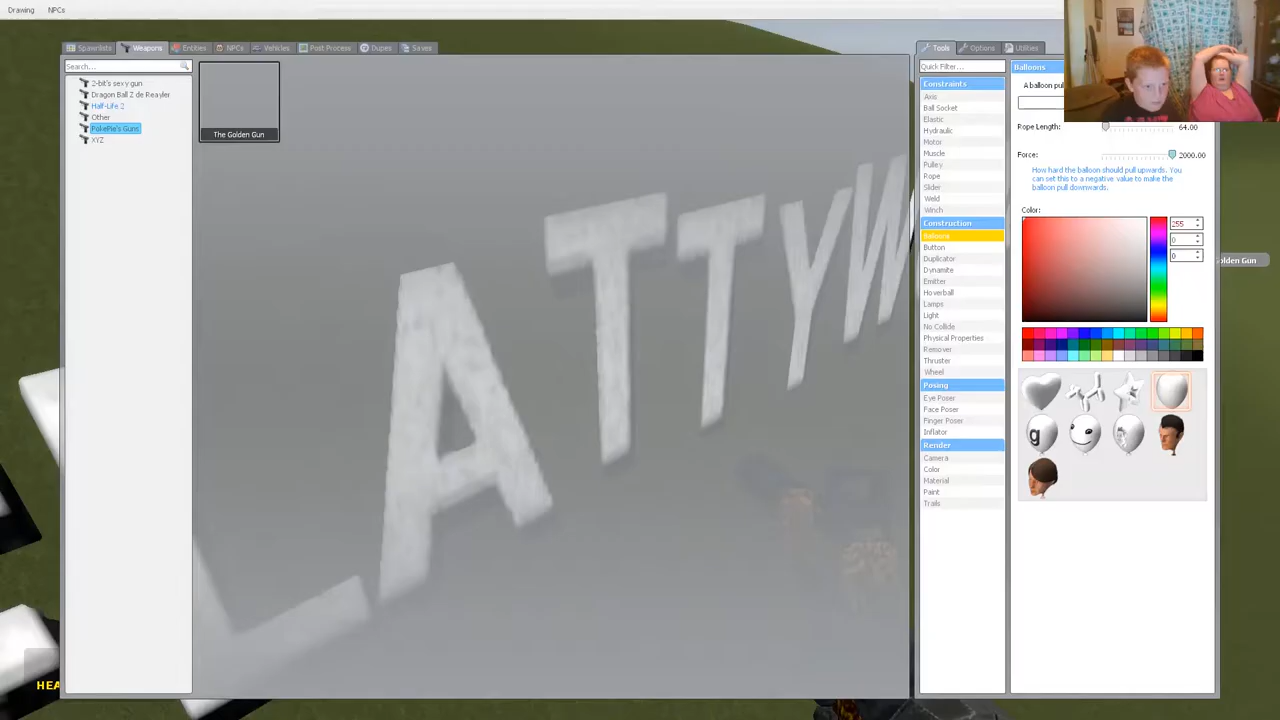 Drawing NPCs
Spawnlists Weapons Entities NPCs Vehicles Post Process Dupes Saves
Search...
2-bit's sexy gun
Dragon Ball Z de Reayler
Half-Life 2
Other
PokePie's Guns
XYZ
The Golden Gun
LATTYW
HEA
Tools Options Utilities
Quick Filter...
Constraints
Axis
Ball Socket
Elastic
Hydraulic
Motor
Muscle
Pulley
Rope
Slider
Weld
Winch
Construction
Balloons
Button
Duplicator
Dynamite
Emitter
Hoverball
Lamps
Light
No Collide
Physical Properties
Remover
Thruster
Wheel
Posing
Eye Poser
Face Poser
Finger Poser
Inflator
Render
Camera
Color
Material
Paint
Trails
Balloons
A balloon pul
Rope Length: 64.00
Force: 2000.00
How hard the balloon should pull upwards. You
can set this to a negative value to make the
balloon pull downwards.
Color:
255
0
0
g
olden Gun